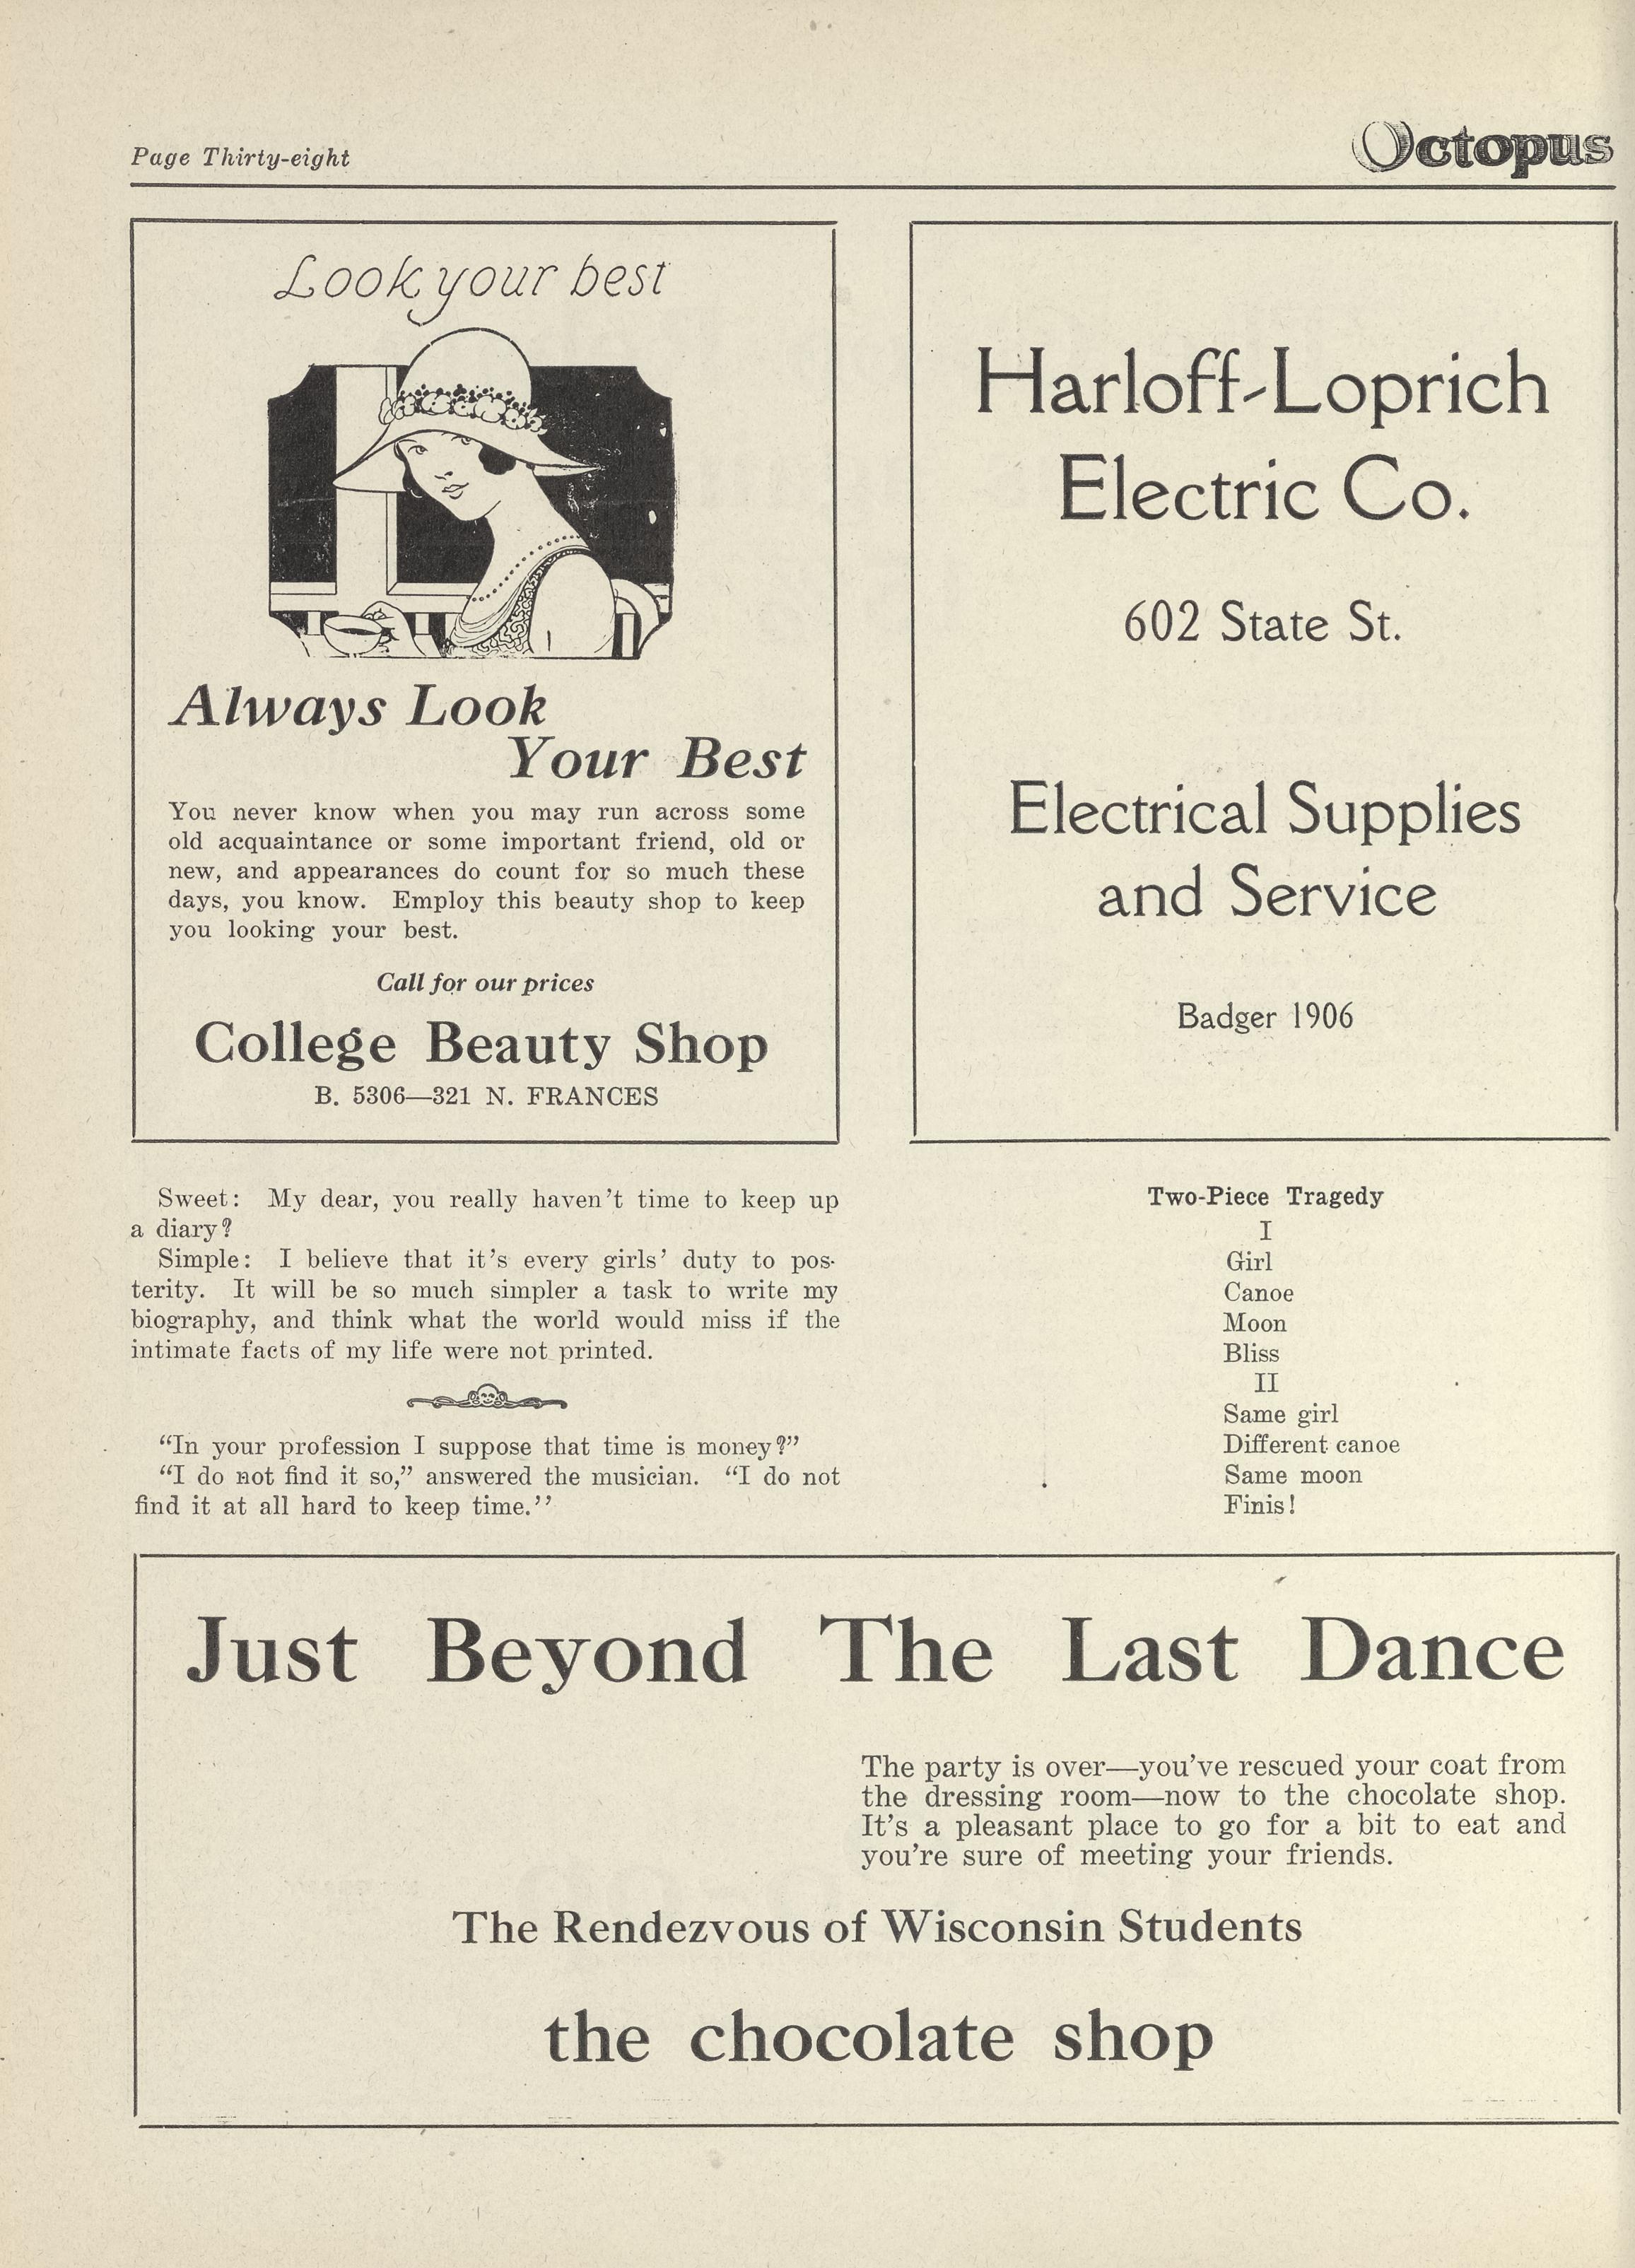 Page Thirty-eight
Octopus
Look your best
Always Look
Your Best
You never know when you may run across some
old acquaintance or some important friend, old or
new, and appearances do count for so much these
days, you know. Employ this beauty shop to keep
you looking your best.
Call for our prices
College Beauty Shop
B. 5306—321 N. FRANCES
Harloff-Loprich
Electric Co.
602 State St.
Electrical Supplies
and Service
Badger 1906
Sweet: My dear, you really haven't time to keep up
a diary?
Simple: I believe that it's every girls' duty to pos-
terity. It will be so much simpler a task to write my
biography, and think what the world would miss if the
intimate facts of my life were not printed.
"In your profession I suppose that time is money?"
"I do not find it so," answered the musician. "I do not
find it at all hard to keep time.''
Two-Piece Tragedy
I
Girl
Canoe
Moon
Bliss
II
Same girl
Different canoe
Same moon
Finis!
Just Beyond The Last Dance
The party is over—you've rescued your coat from
the dressing room—now to the chocolate shop.
It's a pleasant place to go for a bit to eat and
you're sure of meeting your friends.
The Rendezvous of Wisconsin Students
the chocolate shop